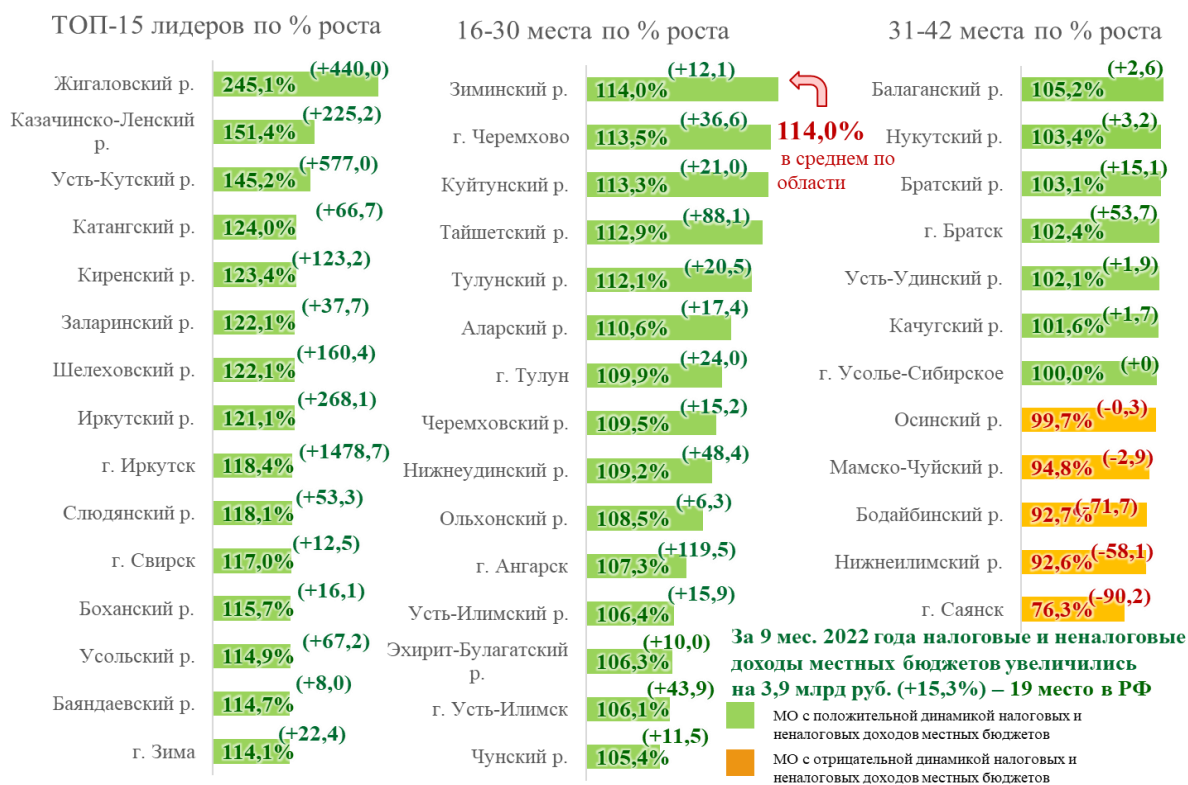 ТОП-15 лидеров по % роста
Жигаловский р.
245,1%
(+440,0)
Казачинско-Ленский
р.
151,4%
(+225,2)
Усть-Кутский р.
145,2%
(+577,0)
Катангский р.
124,0%
(+66,7)
Киренский р.
123,4%
(+123,2)
Заларинский р.
122,1%
(+37,7)
Шелеховский р.
122,1%
(+160,4)
Иркутский р.
121,1%
(+268,1)
г. Иркутск
118,4%
(+1478,7)
Слюдянский р.
118,1%
(+53,3)
г. Свирск
117,0%
(+12,5)
Боханский р.
115,7%
(+16,1)
Усольский р.
114,9%
(+67,2)
Баяндаевский р.
114,7%
(+8,0)
г. Зима
114,1%
(+22,4)
16-30 места по % роста
Зиминский р.
114,0%
(+12,1)
г. Черемхово
113,5%
(+36,6)
Куйтунский р.
113,3%
(+21,0)
Тайшетский р.
112,9%
(+88,1)
Тулунский р.
112,1%
(+20,5)
Аларский р.
110,6%
(+17,4)
г. Тулун
109,9%
(+24,0)
Черемховский р.
109,5%
(+15,2)
Нижнеудинский р.
109,2%
(+48,4)
Ольхонский р.
108,5%
(+6,3)
г. Ангарск
107,3%
(+119,5)
Усть-Илимский р.
106,4%
(+15,9)
Эхирит-Булагатский
р.
106,3%
(+10,0)
г. Усть-Илимск
106,1%
(+43,9)
Чунский р.
105,4%
(+11,5)
114,0%
в среднем по
области
31-42 места по % роста
Балаганский р.
105,2%
(+2,6)
Нукутский р.
103,4%
(+3,2)
Братский р.
103,1%
(+15,1)
г. Братск
102,4%
(+53,7)
Усть-Удинский р.
102,1%
(+1,9)
Качугский р.
101,6%
(+1,7)
г. Усолье-Сибирское
100,0%
(+0)
Осинский р.
99,7%
(-0,3)
Мамско-Чуйский р.
94,8%
(-2,9)
Бодайбинский р.
92,7%
(-71,7)
Нижнеилимский р.
92,6%
(-58,1)
г. Саянск
76,3%
(-90,2)
За 9 мес. 2022 года налоговые и неналоговые
доходы местных бюджетов увеличились
на 3,9 млрд руб. (+15,3%) – 19 место в РФ
МО с положительной динамикой налоговых и
неналоговых доходов местных бюджетов
МО с отрицательной динамикой налоговых и
неналоговых доходов местных бюджетов